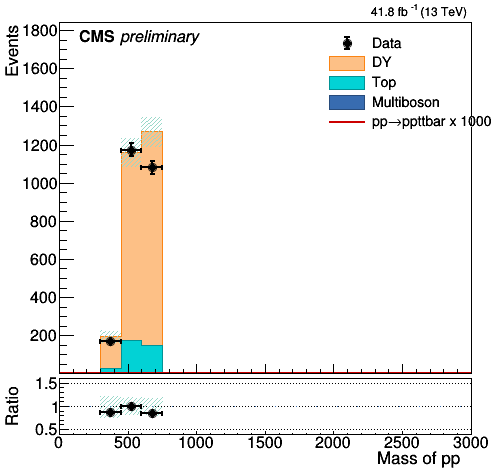 41.8 fb⁻¹ (13 TeV)
CMS preliminary
Events
1800
1600
1400
1200
1000
800
600
400
200
Data
DY
Top
Multiboson
pp→ppttbar x 1000
Ratio
1.5
1
0.5
0 500 1000 1500 2000 2500 3000
Mass of pp